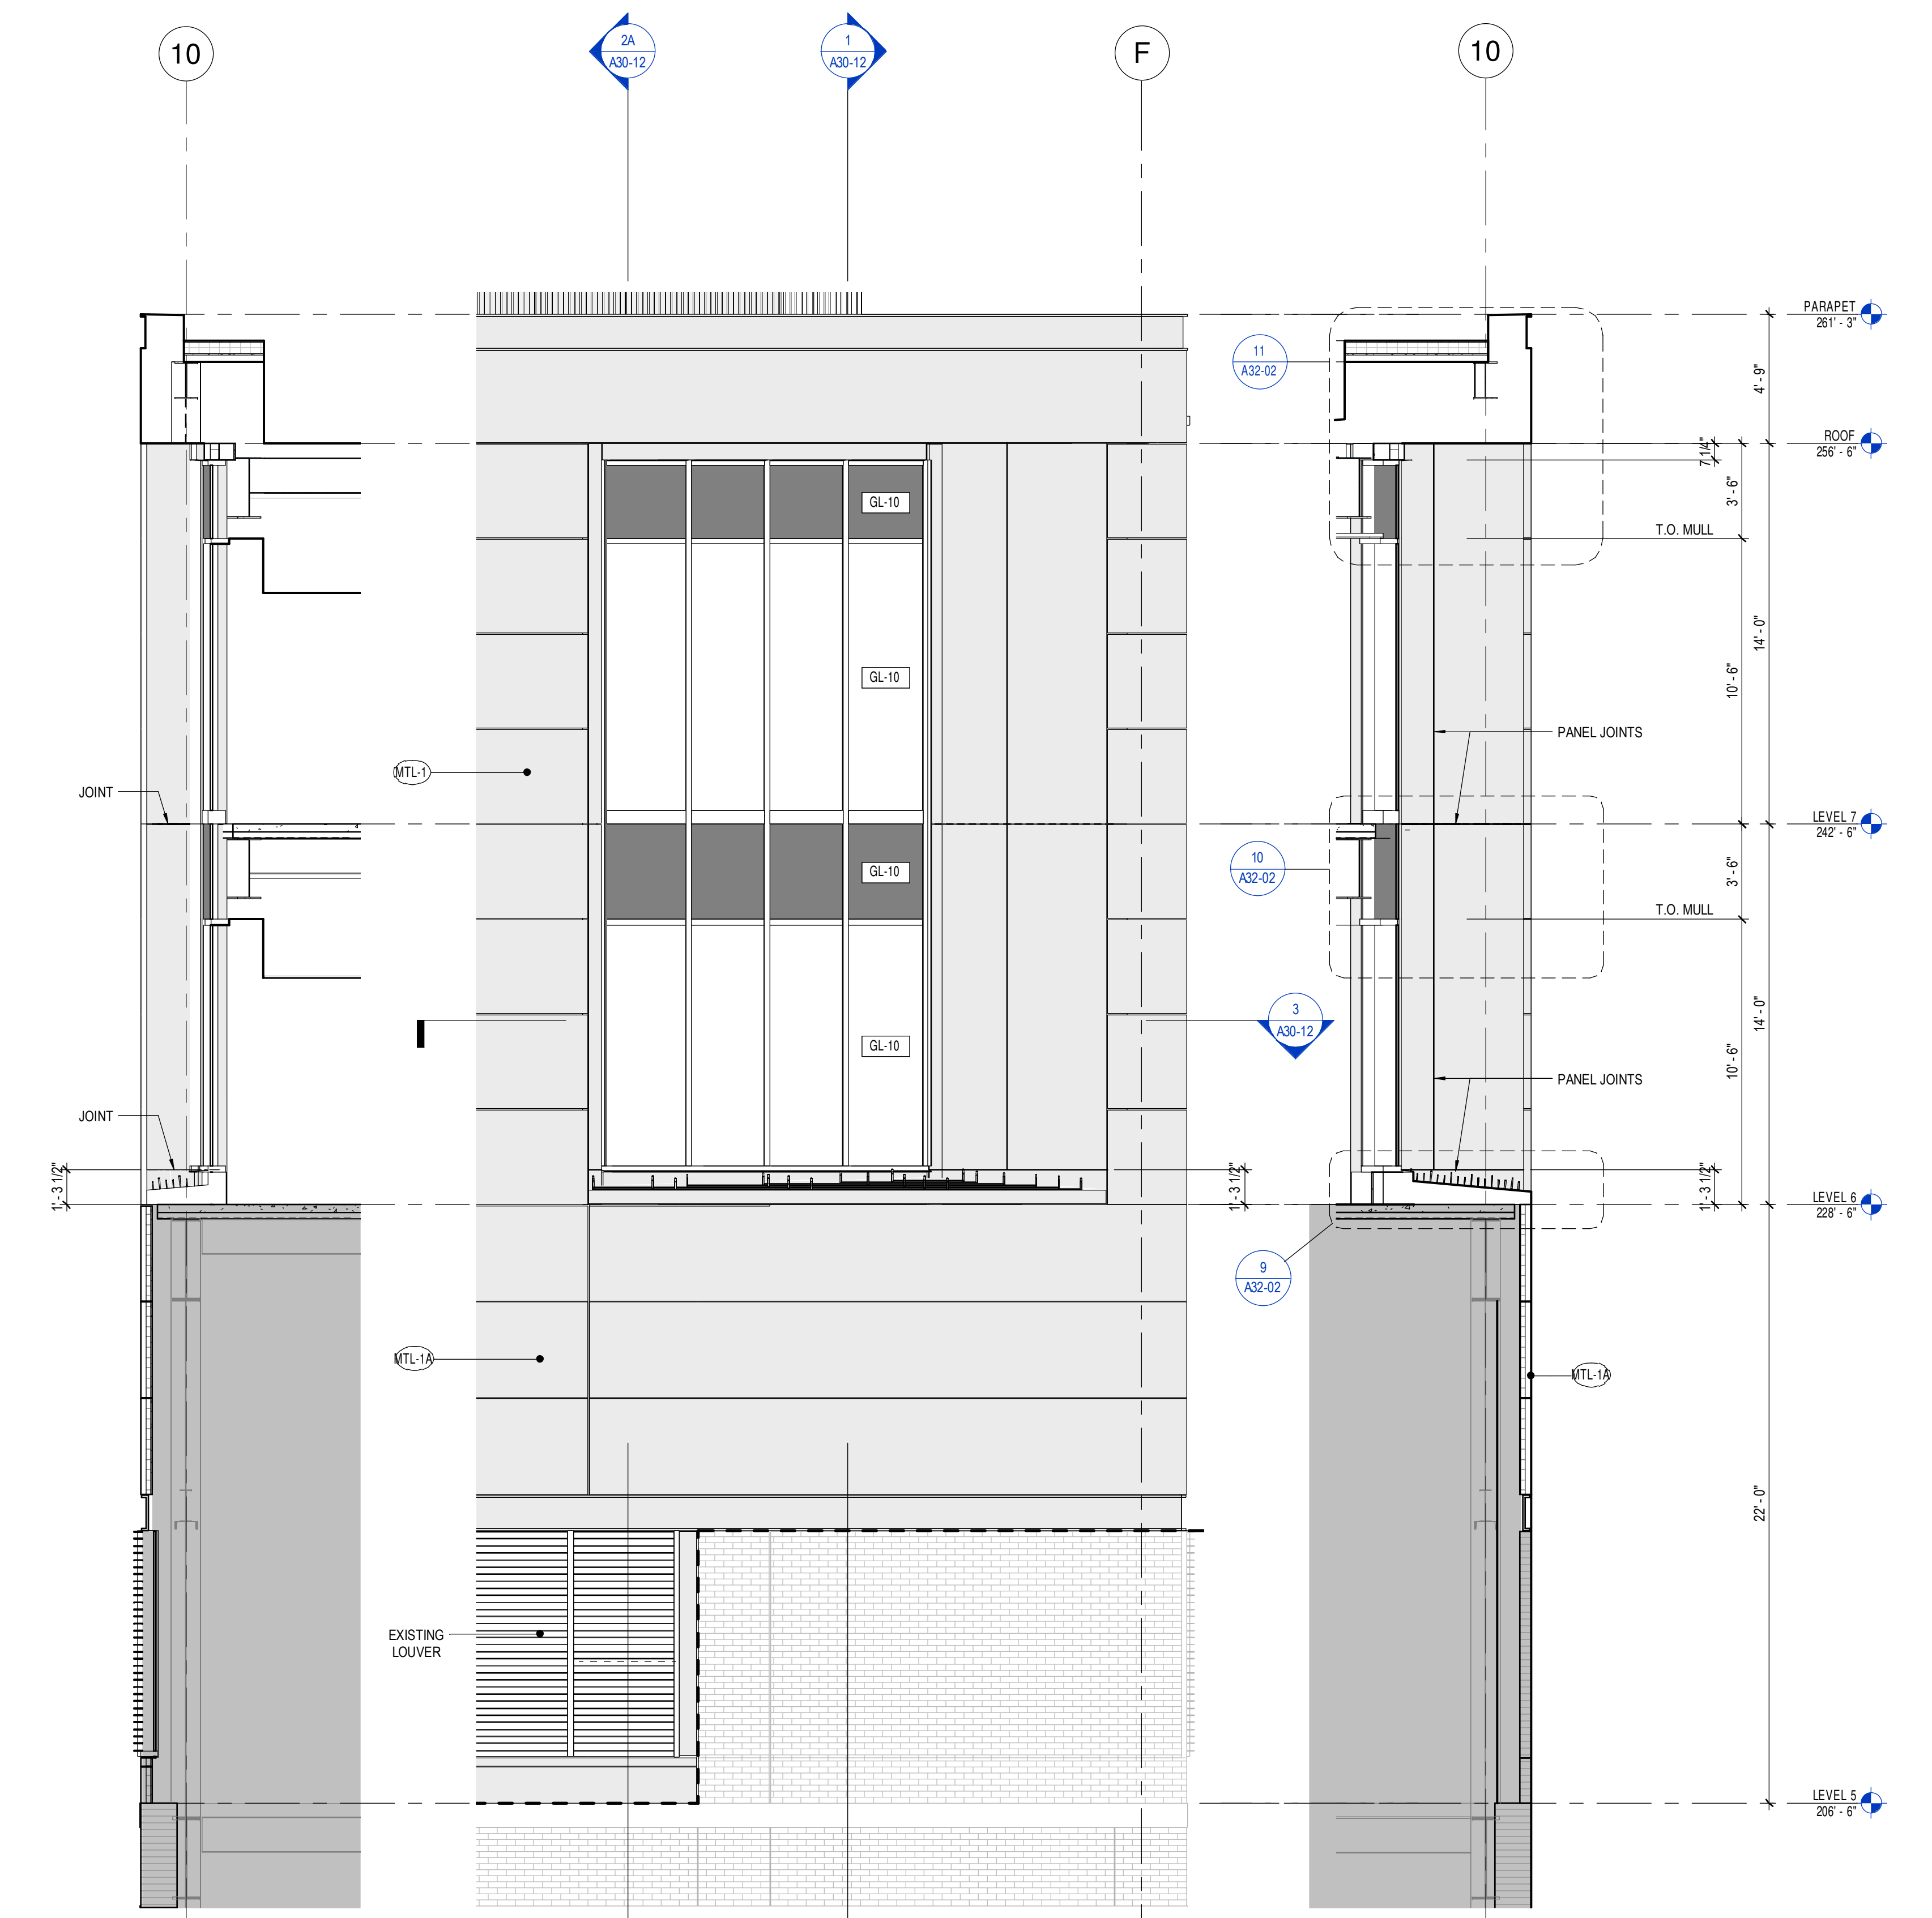 10
2A
A30-12
1
A30-12
F
10
PARAPET
261' - 3"
11
A32-02
4' - 9"
ROOF
256' - 6"
7 1/4"
3' - 6"
GL-10
T.O. MULL
14' - 0"
GL-10
10' - 6"
PANEL JOINTS
MTL-1
JOINT
LEVEL 7
242' - 6"
10
A32-02
GL-10
3' - 6"
T.O. MULL
3
A30-12
14' - 0"
GL-10
10' - 6"
PANEL JOINTS
JOINT
1' - 3 1/2"
1' - 3 1/2"
1' - 3 1/2"
LEVEL 6
228' - 6"
9
A32-02
MTL-1A
MTL-1A
22' - 0"
EXISTING
LOUVER
LEVEL 5
206' - 6"